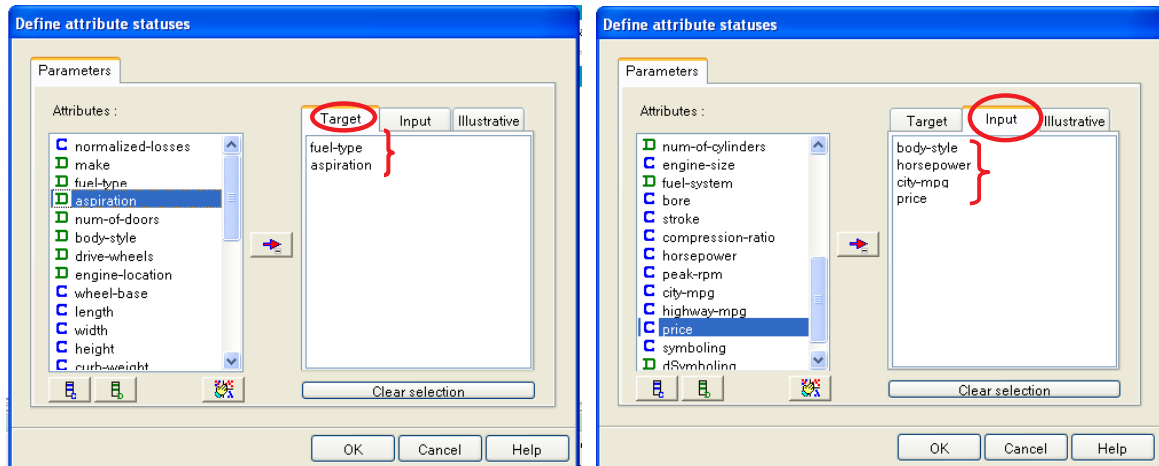 Define attribute statuses
Parameters
Attributes :
C normalized-losses
D make
D fuel-type
D aspiration
D num-of-doors
D body-style
D drive-wheels
D engine-location
C wheel-base
C length
C width
C height
C curb-weight
Target Input Illustrative
fuel-type
aspiration
Clear selection
OK Cancel Help
Define attribute statuses
Parameters
Attributes :
D num-of-cylinders
C engine-size
D fuel-system
C bore
C stroke
C compression-ratio
C horsepower
C peak-rpm
C city-mpg
C highway-mpg
C price
C symboling
D dSymboling
Target Input Illustrative
body-style
horsepower
city-mpg
price
Clear selection
OK Cancel Help